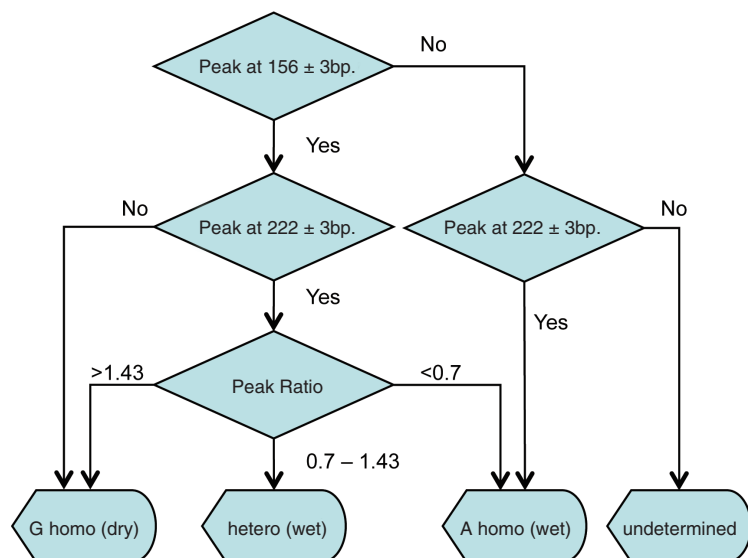 No
Peak at 156 ± 3bp.
Yes
No
Peak at 222 ± 3bp.
Peak at 222 ± 3bp.
No
Yes
Yes
>1.43
Peak Ratio
<0.7
0.7 – 1.43
G homo (dry)
hetero (wet)
A homo (wet)
undetermined